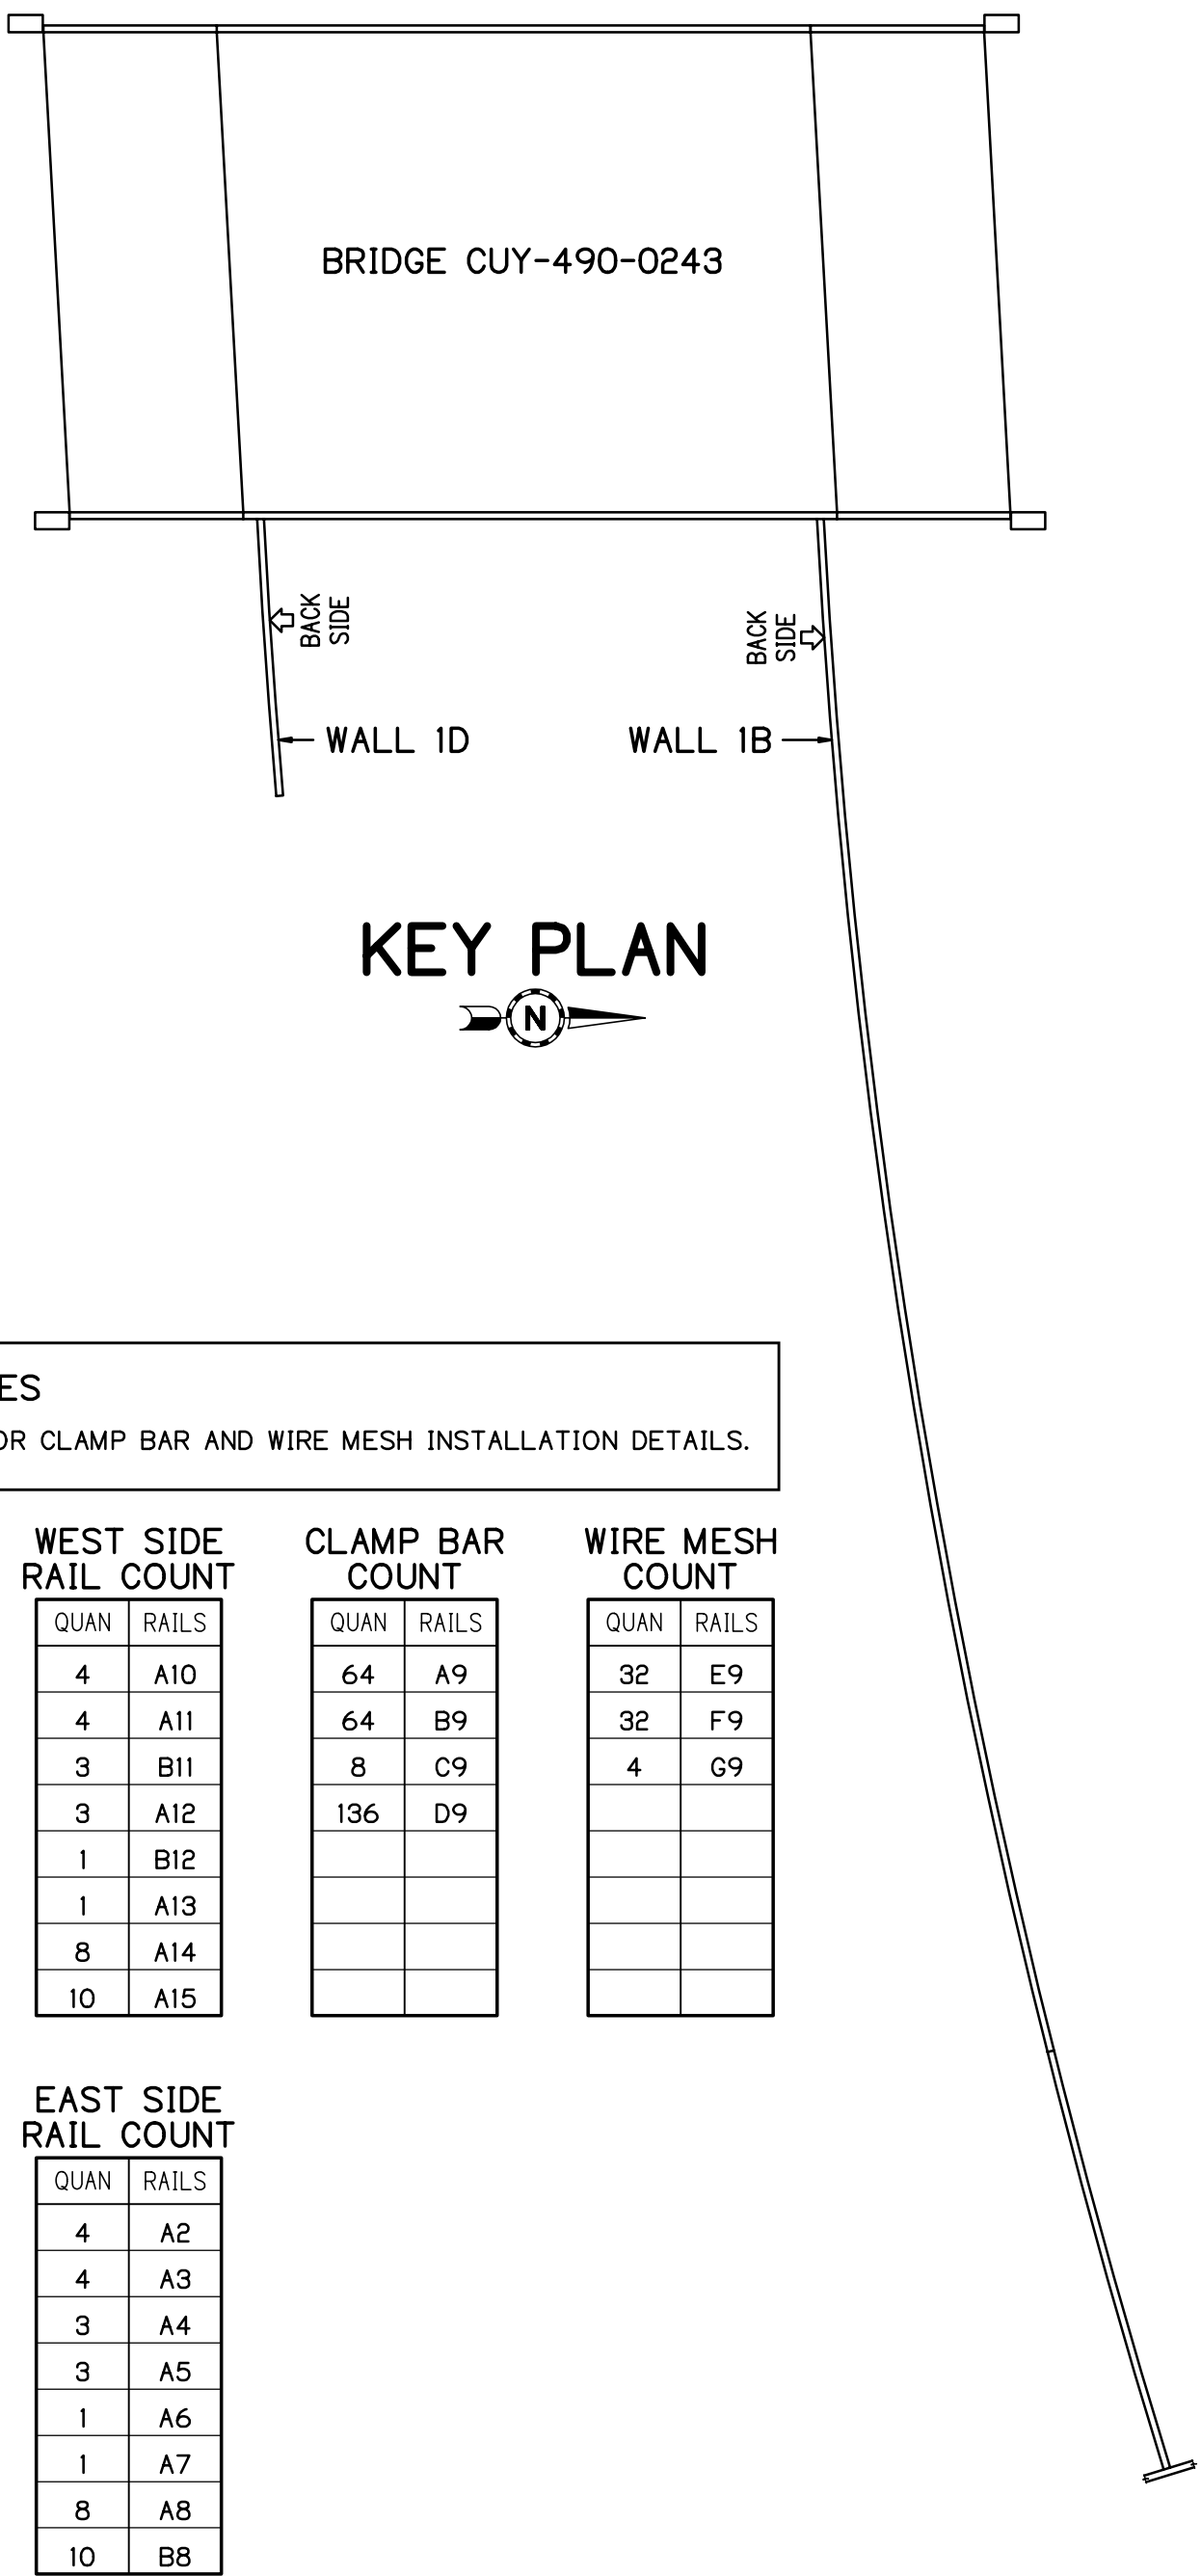 BRIDGE CUY-490-0243
BACK
SIDE
BACK
SIDE
WALL 1D
WALL 1B
KEY PLAN
N
ES
OR CLAMP BAR AND WIRE MESH INSTALLATION DETAILS.
WEST SIDE
RAIL COUNT
QUAN RAILS
4 A10
4 A11
3 B11
3 A12
1 B12
1 A13
8 A14
10 A15
CLAMP BAR
COUNT
QUAN RAILS
64 A9
64 B9
8 C9
136 D9
WIRE MESH
COUNT
QUAN RAILS
32 E9
32 F9
4 G9
EAST SIDE
RAIL COUNT
QUAN RAILS
4 A2
4 A3
3 A4
3 A5
1 A6
1 A7
8 A8
10 B8